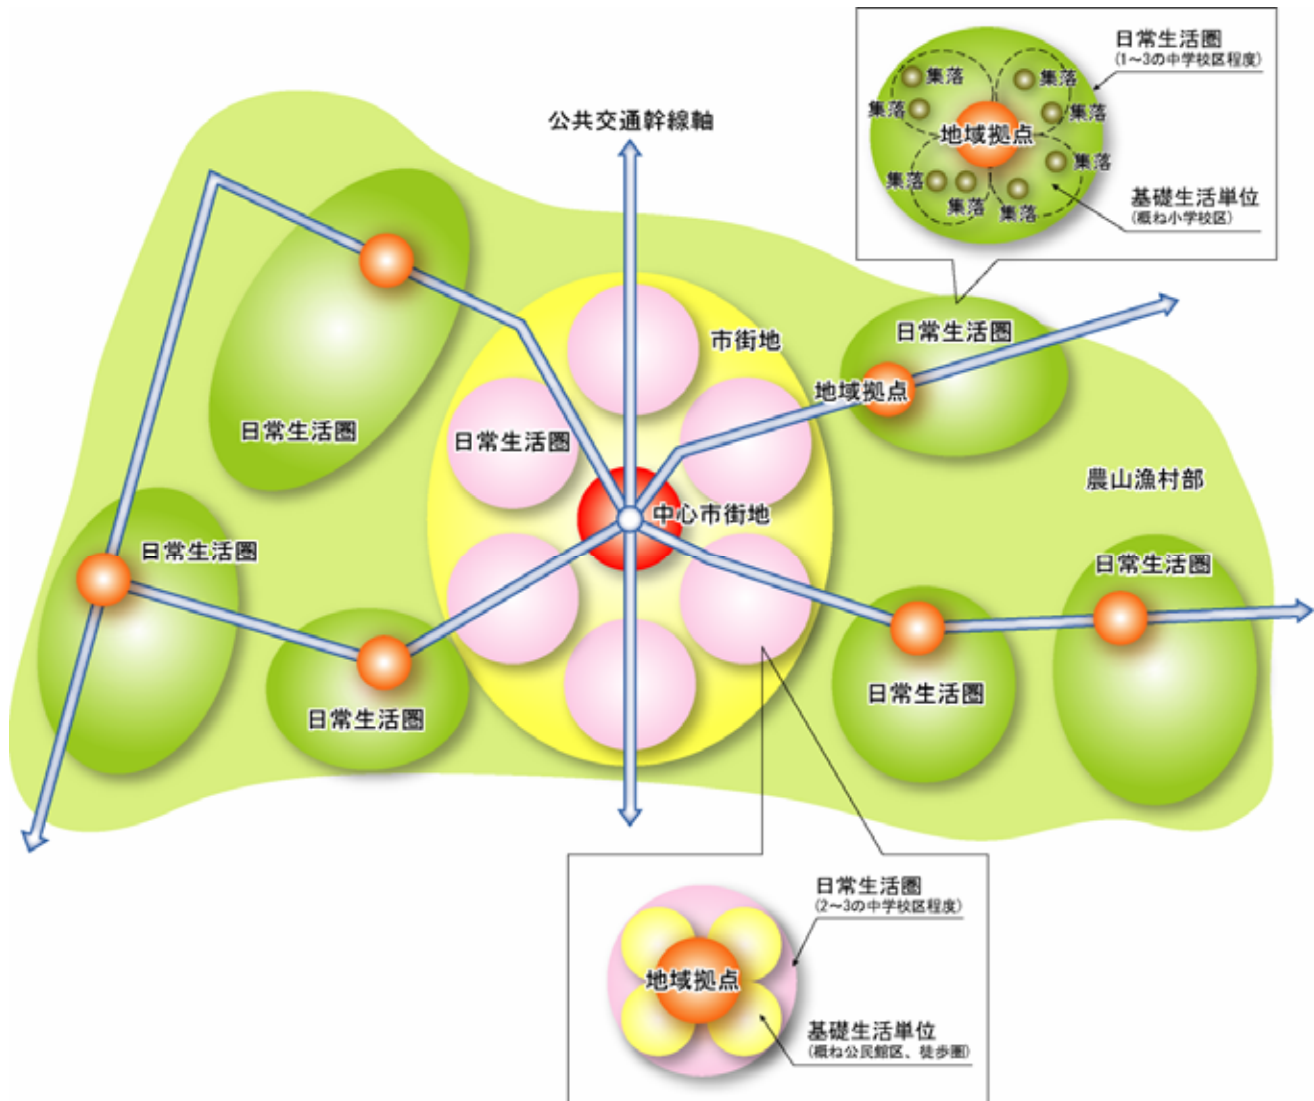 日常生活圏
(1～3の中学校区程度)
集落
集落
集落
集落
地域拠点
集落
集落
集落
集落
基礎生活単位
(概ね小学校区)
公共交通幹線軸
日常生活圏
市街地
地域拠点
日常生活圏
日常生活圏
農山漁村部
中心市街地
日常生活圏
日常生活圏
日常生活圏
日常生活圏
日常生活圏
(2～3の中学校区程度)
地域拠点
基礎生活単位
(概ね公民館区、徒歩圏)